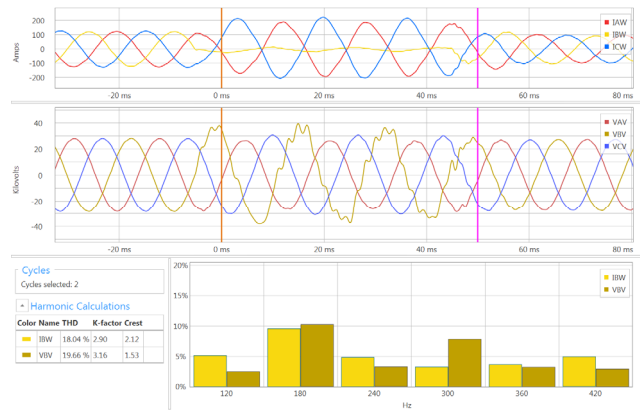 200
100
0
-100
-200
Amps
IAW
IBW
ICW
-20 ms
0 ms
20 ms
40 ms
60 ms
80 ms
40
20
0
-20
-40
Kilovolts
VAV
VBV
VCV
-20 ms
0 ms
20 ms
40 ms
60 ms
80 ms
Cycles
Cycles selected: 2
Harmonic Calculations
Color Name THD K-factor Crest
IBW 18.04 % 2.90 2.12
VBV 19.66 % 3.16 1.53
20%
15%
10%
5%
0%
IBW
VBV
120
180
240
300
360
420
Hz